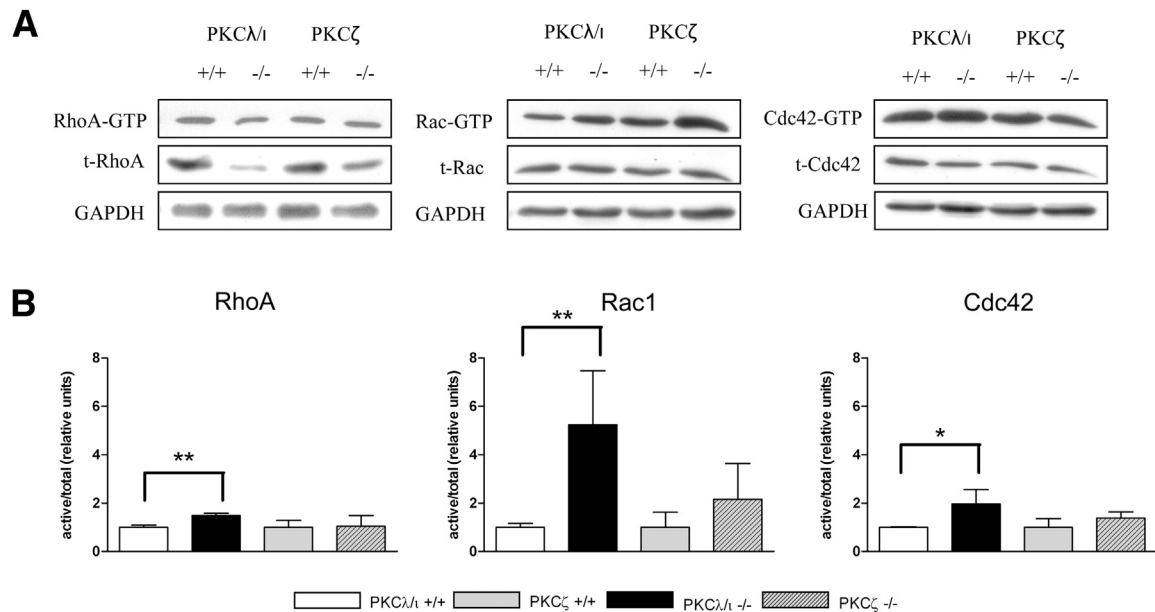 A
PKCλ/ι PKCζ
+/+ -/- +/+ -/-
RhoA-GTP
t-RhoA
GAPDH
PKCλ/ι PKCζ
+/+ -/- +/+ -/-
Rac-GTP
t-Rac
GAPDH
PKCλ/ι PKCζ
+/+ -/- +/+ -/-
Cdc42-GTP
t-Cdc42
GAPDH
B
RhoA
active/total (relative units)
8
6
4
2
0
**
Rac1
active/total (relative units)
8
6
4
2
0
**
Cdc42
active/total (relative units)
8
6
4
2
0
*
PKCλ/ι +/+ PKCζ +/+ PKCλ/ι -/- PKCζ -/-